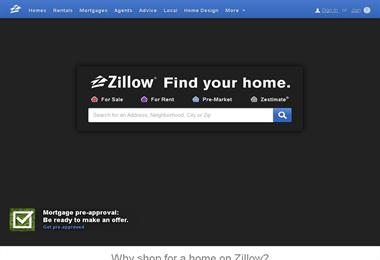 Homes Rentals Mortgages Agents Advice Local Home Design More Sign in or Join
Zillow® Find your home.
For Sale For Rent Pre-Market Zestimate®
Search for an Address, Neighborhood, City or Zip
Mortgage pre-approval:
Be ready to make an offer.
Get pre-approved
Why shop for a home on Zillow?